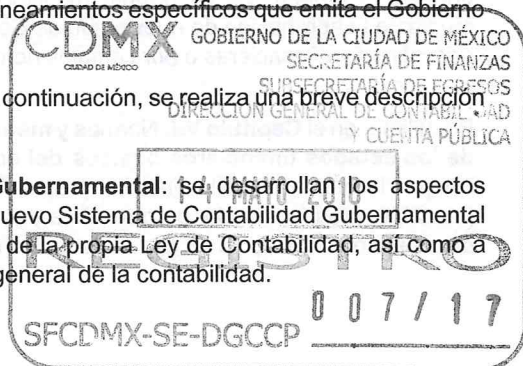 neamientos específicos que emita el Gobierno
CDMX
CIUDAD DE MÉXICO
GOBIERNO DE LA CIUDAD DE MÉXICO
SECRETARÍA DE FINANZAS
SUBSECRETARÍA DE EGRESOS
continuación, se realiza una breve descripción
DIRECCIÓN GENERAL DE CONTABILIDAD
Y CUENTA PÚBLICA
Gubernamental: se desarrollan los aspectos
MAYO
uevo Sistema de Contabilidad Gubernamental
de la propia Ley de Contabilidad, así como a
REGISTRO
general de la contabilidad.
007/17
SFCDMX-SE-DGCCP